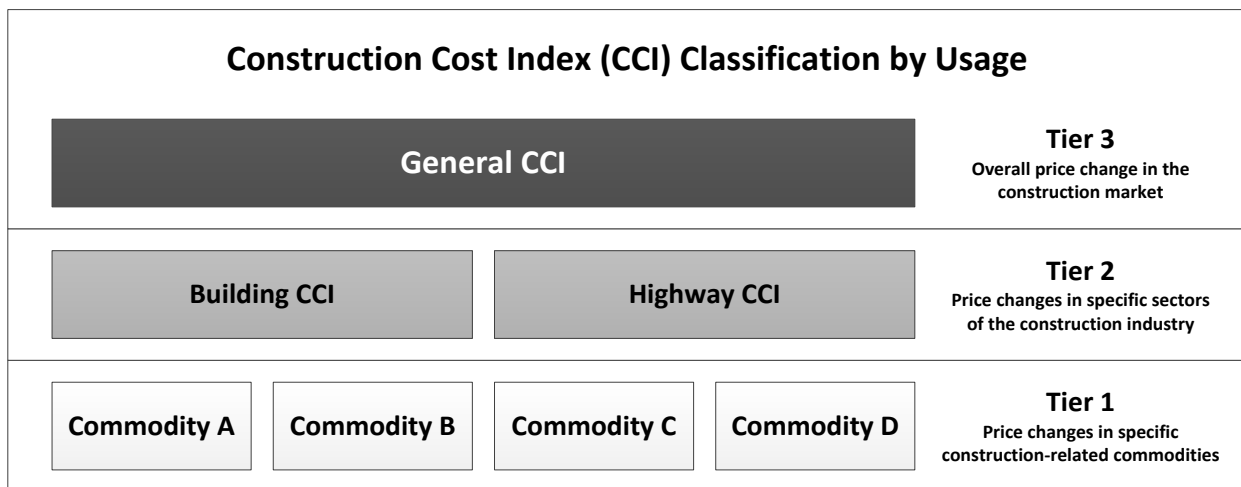 Construction Cost Index (CCI) Classification by Usage
General CCI
Tier 3
Overall price change in the
construction market
Building CCI
Highway CCI
Tier 2
Price changes in specific sectors
of the construction industry
Commodity A
Commodity B
Commodity C
Commodity D
Tier 1
Price changes in specific
construction-related commodities